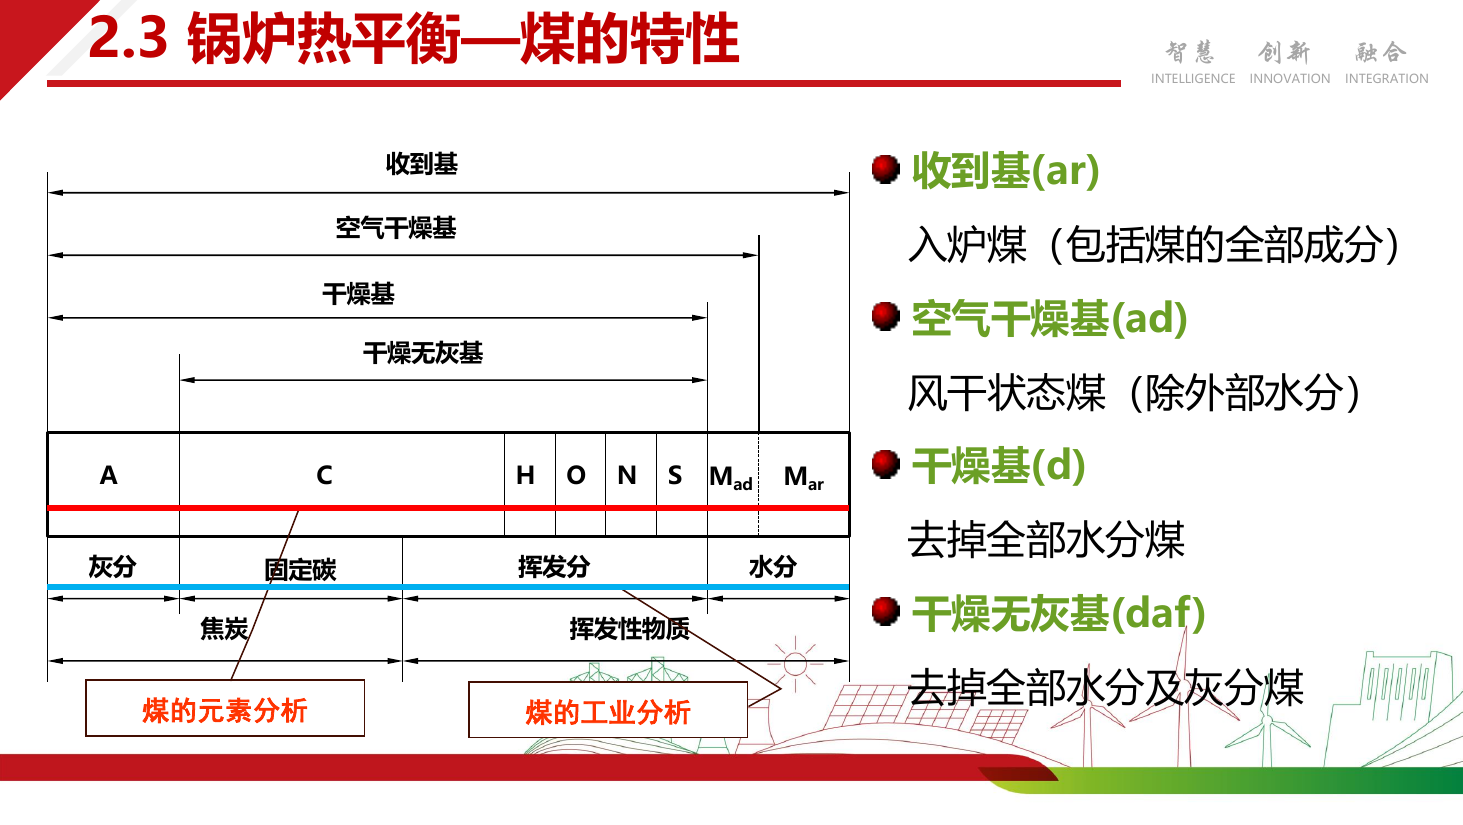 2.3 锅炉热平衡—煤的特性
智慧 创新 融合
INTELLIGENCE INNOVATION INTEGRATION
收到基
空气干燥基
干燥基
干燥无灰基
A C H O N S Mad Mar
灰分 固定碳 挥发分 水分
焦炭 挥发性物质
煤的元素分析 煤的工业分析
收到基(ar)
入炉煤（包括煤的全部成分）
空气干燥基(ad)
风干状态煤（除外部水分）
干燥基(d)
去掉全部水分煤
干燥无灰基(daf)
去掉全部水分及灰分煤